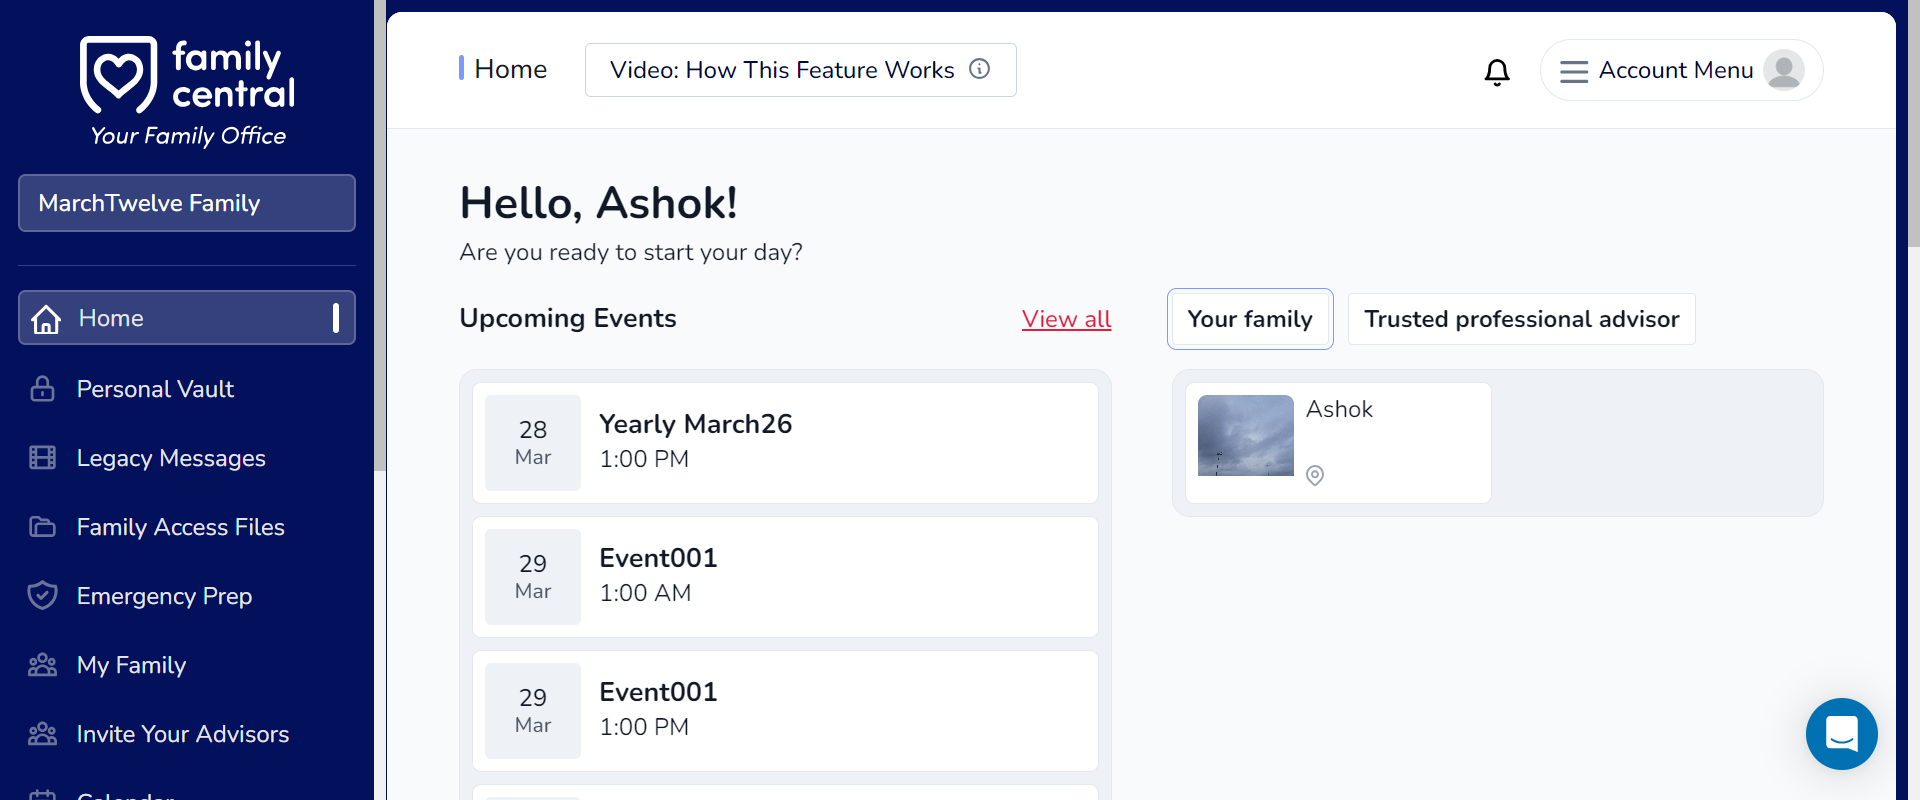 family
central
Your Family Office
MarchTwelve Family
Home
Personal Vault
Legacy Messages
Family Access Files
Emergency Prep
My Family
Invite Your Advisors
Calendar
Home
Video: How This Feature Works
Account Menu
Hello, Ashok!
Are you ready to start your day?
Upcoming Events
View all
28
Mar
Yearly March26
1:00 PM
29
Mar
Event001
1:00 AM
29
Mar
Event001
1:00 PM
Your family
Trusted professional advisor
Ashok